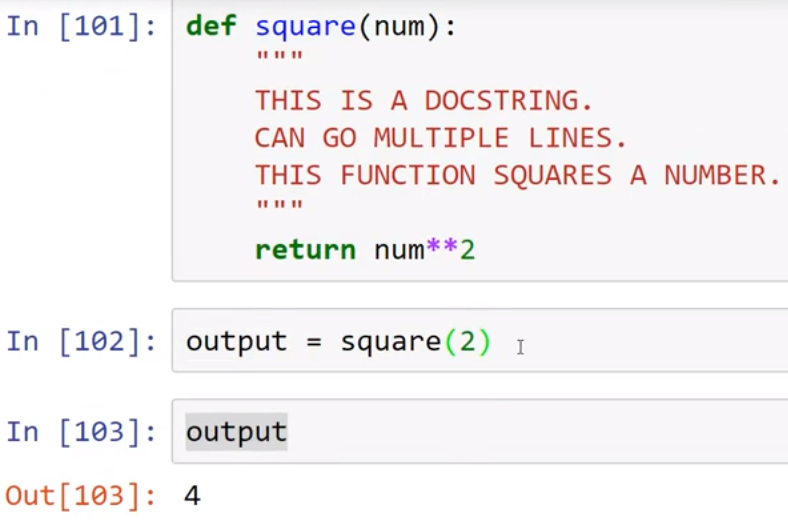 In [101]: def square(num):
"""
THIS IS A DOCSTRING.
CAN GO MULTIPLE LINES.
THIS FUNCTION SQUARES A NUMBER.
"""
return num**2
In [102]: output = square(2)
In [103]: output
Out[103]: 4